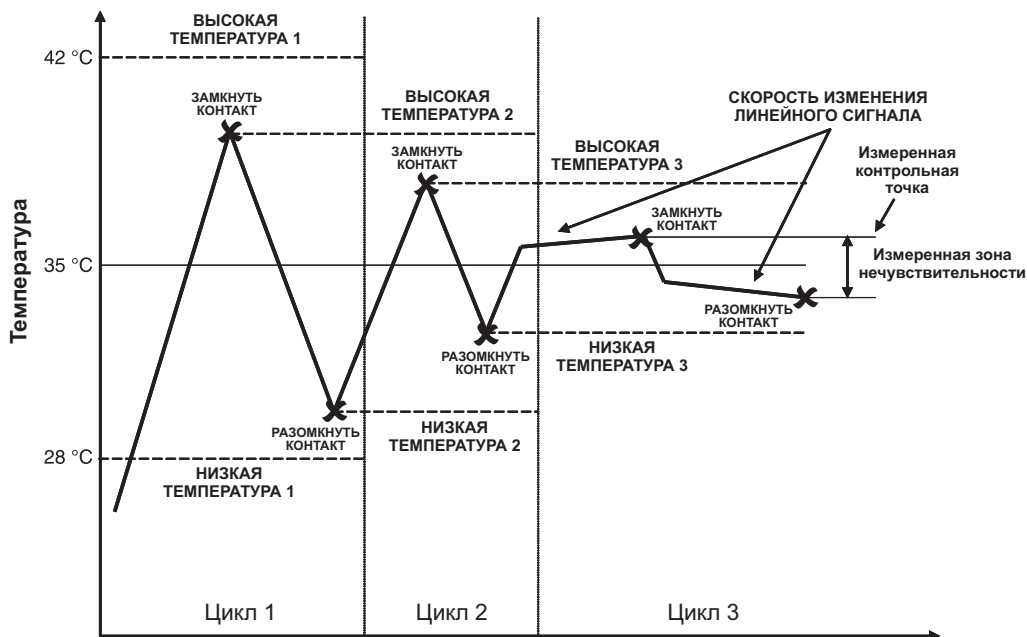 ВЫСОКАЯ
ТЕМПЕРАТУРА 1
42 °C
ЗАМКНУТЬ
КОНТАКТ
ВЫСОКАЯ
ТЕМПЕРАТУРА 2
СКОРОСТЬ ИЗМЕНЕНИЯ
ЛИНЕЙНОГО СИГНАЛА
ЗАМКНУТЬ
КОНТАКТ
ВЫСОКАЯ
ТЕМПЕРАТУРА 3
Измеренная
контрольная
точка
ЗАМКНУТЬ
КОНТАКТ
Температура
35 °C
Измеренная зона
нечувствительности
РАЗОМКНУТЬ
КОНТАКТ
РАЗОМКНУТЬ
КОНТАКТ
НИЗКАЯ
ТЕМПЕРАТУРА 3
РАЗОМКНУТЬ
КОНТАКТ
НИЗКАЯ
ТЕМПЕРАТУРА 2
28 °C
НИЗКАЯ
ТЕМПЕРАТУРА 1
Цикл 1
Цикл 2
Цикл 3